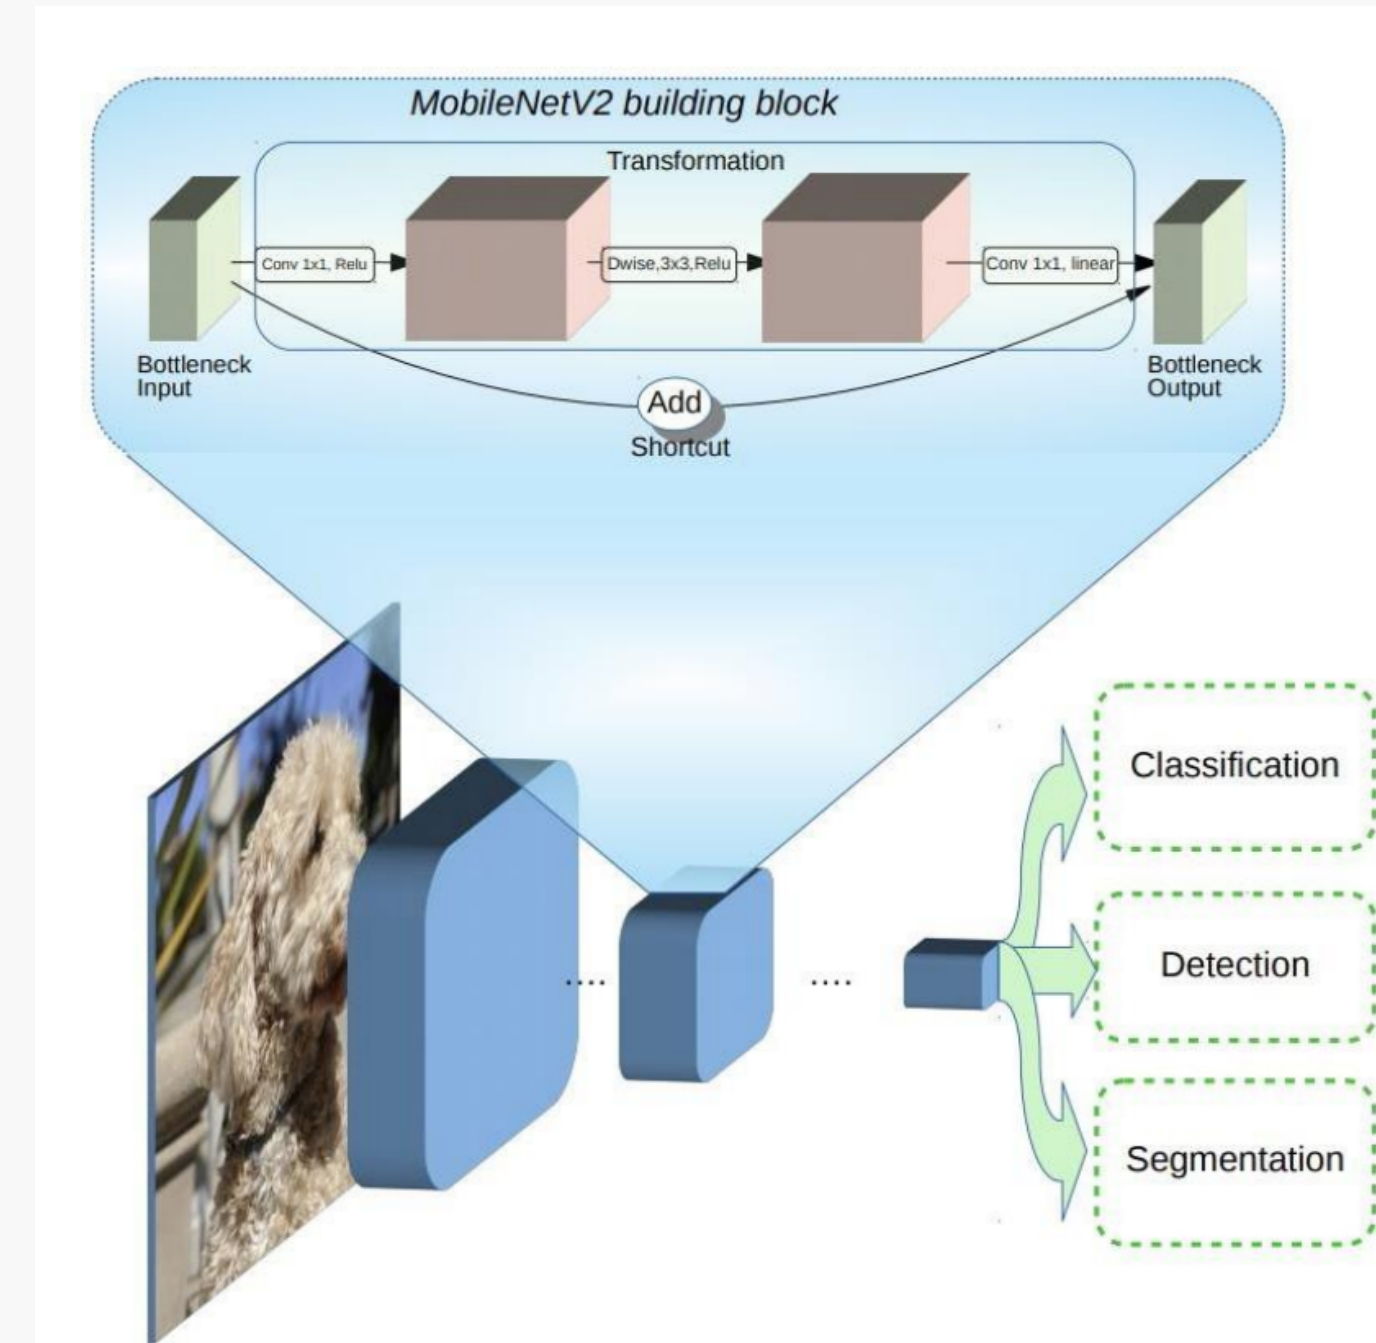 MobileNetV2 building block
Transformation
Conv 1x1, Relu
Dwise,3x3,Relu
Conv 1x1, linear
Bottleneck
Input
Bottleneck
Output
Add
Shortcut
....
....
Classification
Detection
Segmentation